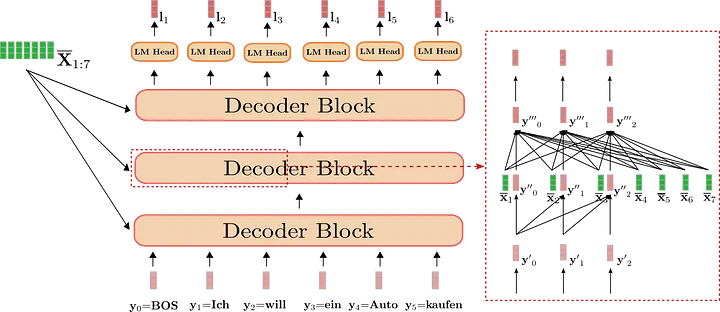 l₁ l₂ l₃ l₄ l₅ l₆
X̅₁:₇
LM Head LM Head LM Head LM Head LM Head LM Head
Decoder Block
Decoder Block
Decoder Block
y₀=BOS y₁=Ich y₂=will y₃=ein y₄=Auto y₅=kaufen
y‴₀ y‴₁ y‴₂
x̅₁ y″₀ x̅₂ y″₁ y″₂ x̅₄ x̅₅ x̅₆ x̅₇
y′₀ y′₁ y′₂